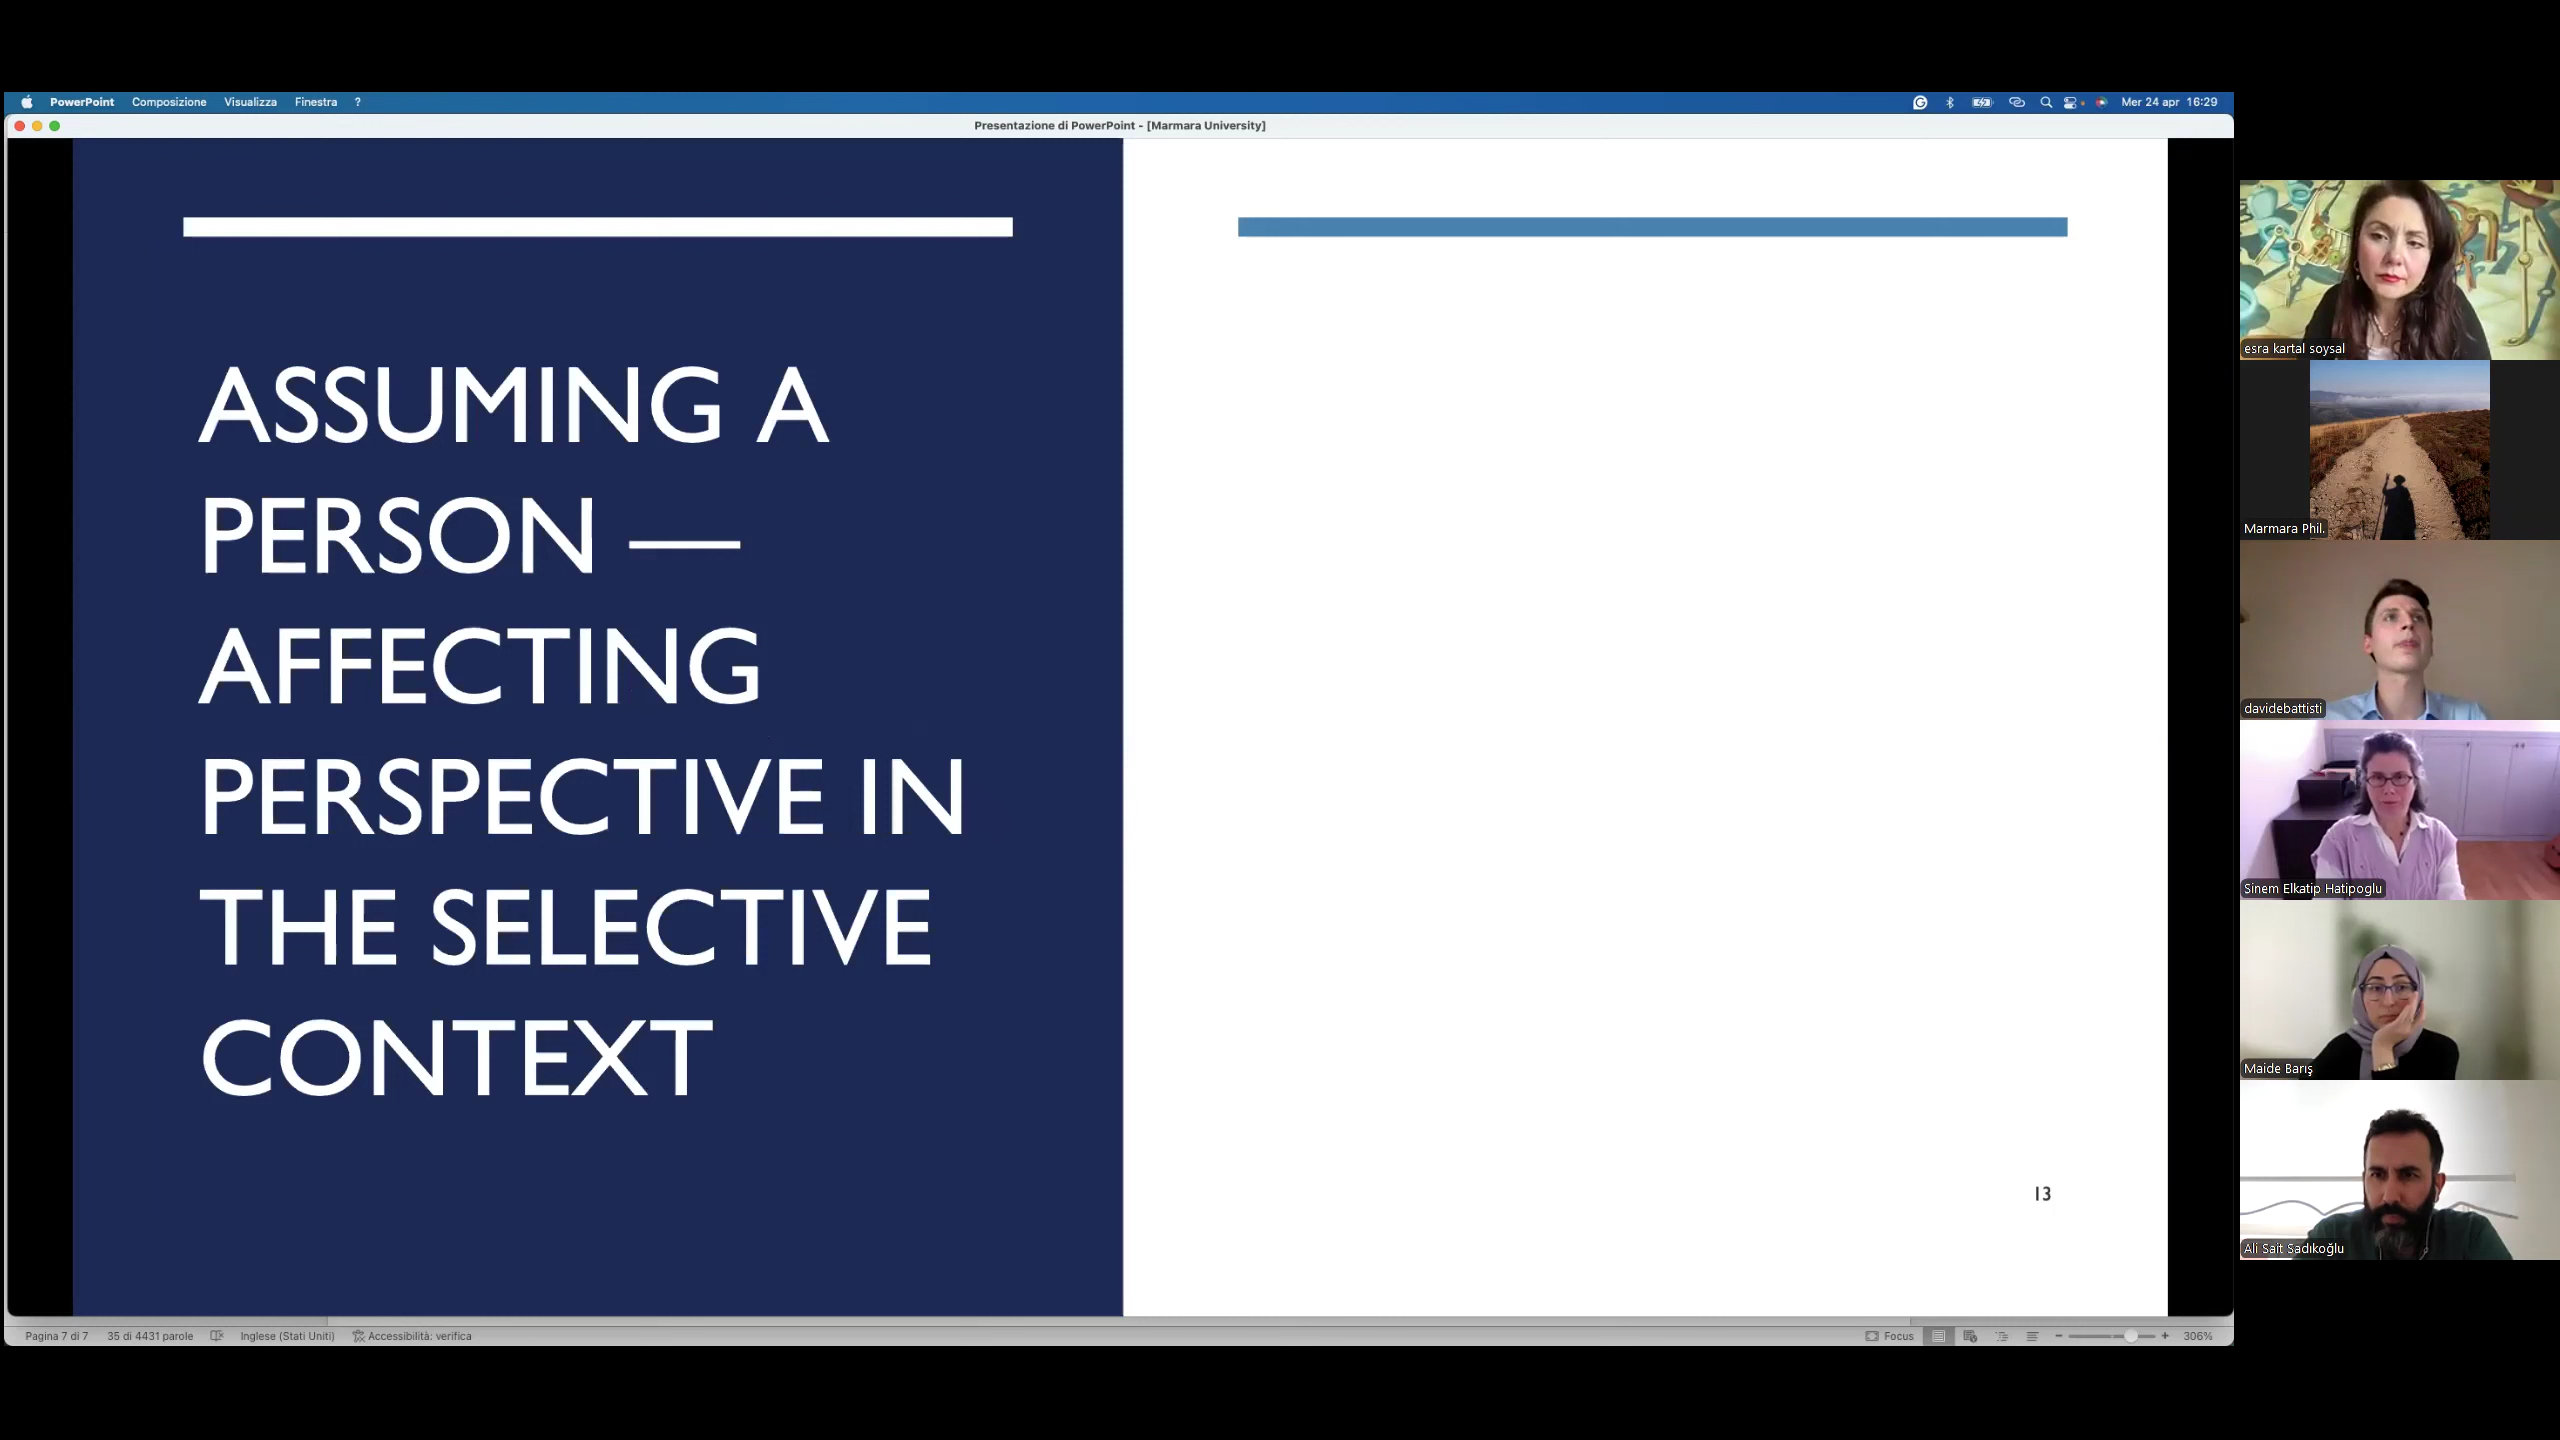 PowerPoint Composizione Visualizza Finestra ?
Mer 24 apr 16:29
Presentazione di PowerPoint - [Marmara University]
ASSUMING A
PERSON —
AFFECTING
PERSPECTIVE IN
THE SELECTIVE
CONTEXT
13
Pagina 7 di 7 35 di 4431 parole Inglese (Stati Uniti) Accessibilità: verifica
Focus
306%
esra kartal soysal
Marmara Phil.
davidebattisti
Sinem Elkatip Hatipoglu
Maide Barış
Ali Sait Sadıkoğlu